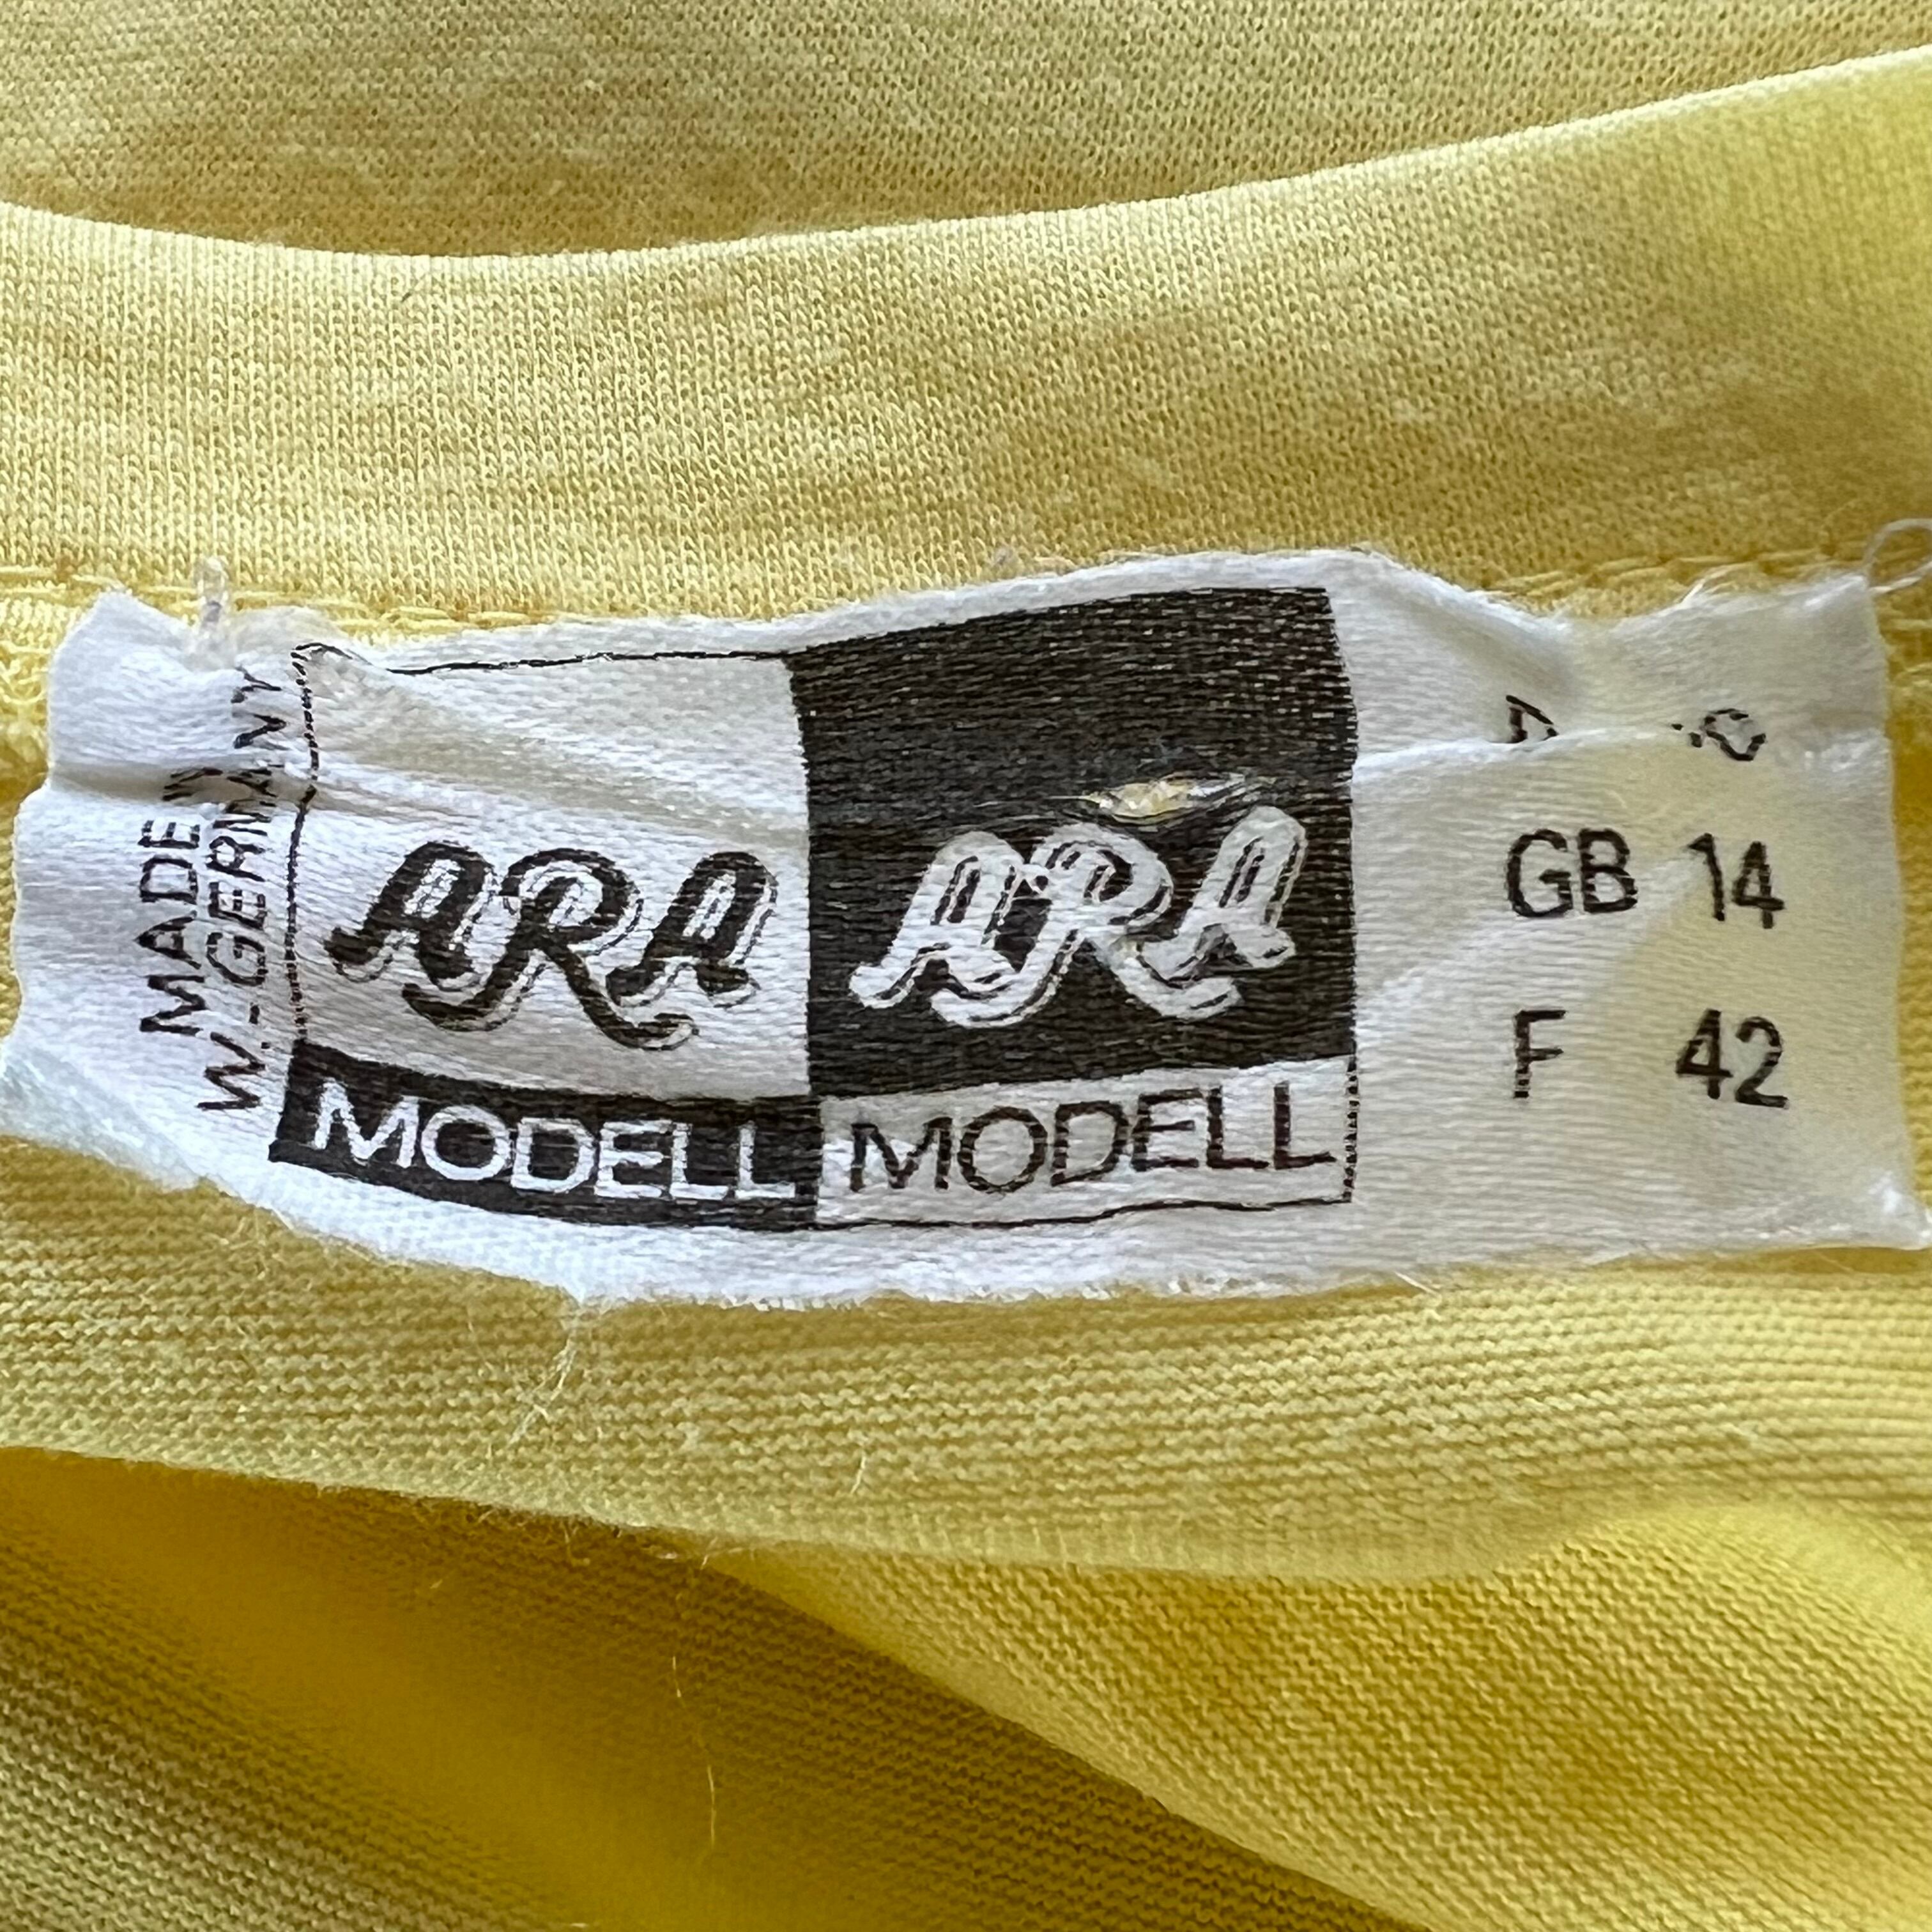 MADE IN
W.-GERMANY
ARA
MODELL
ARA
MODELL
GB 14
F 42